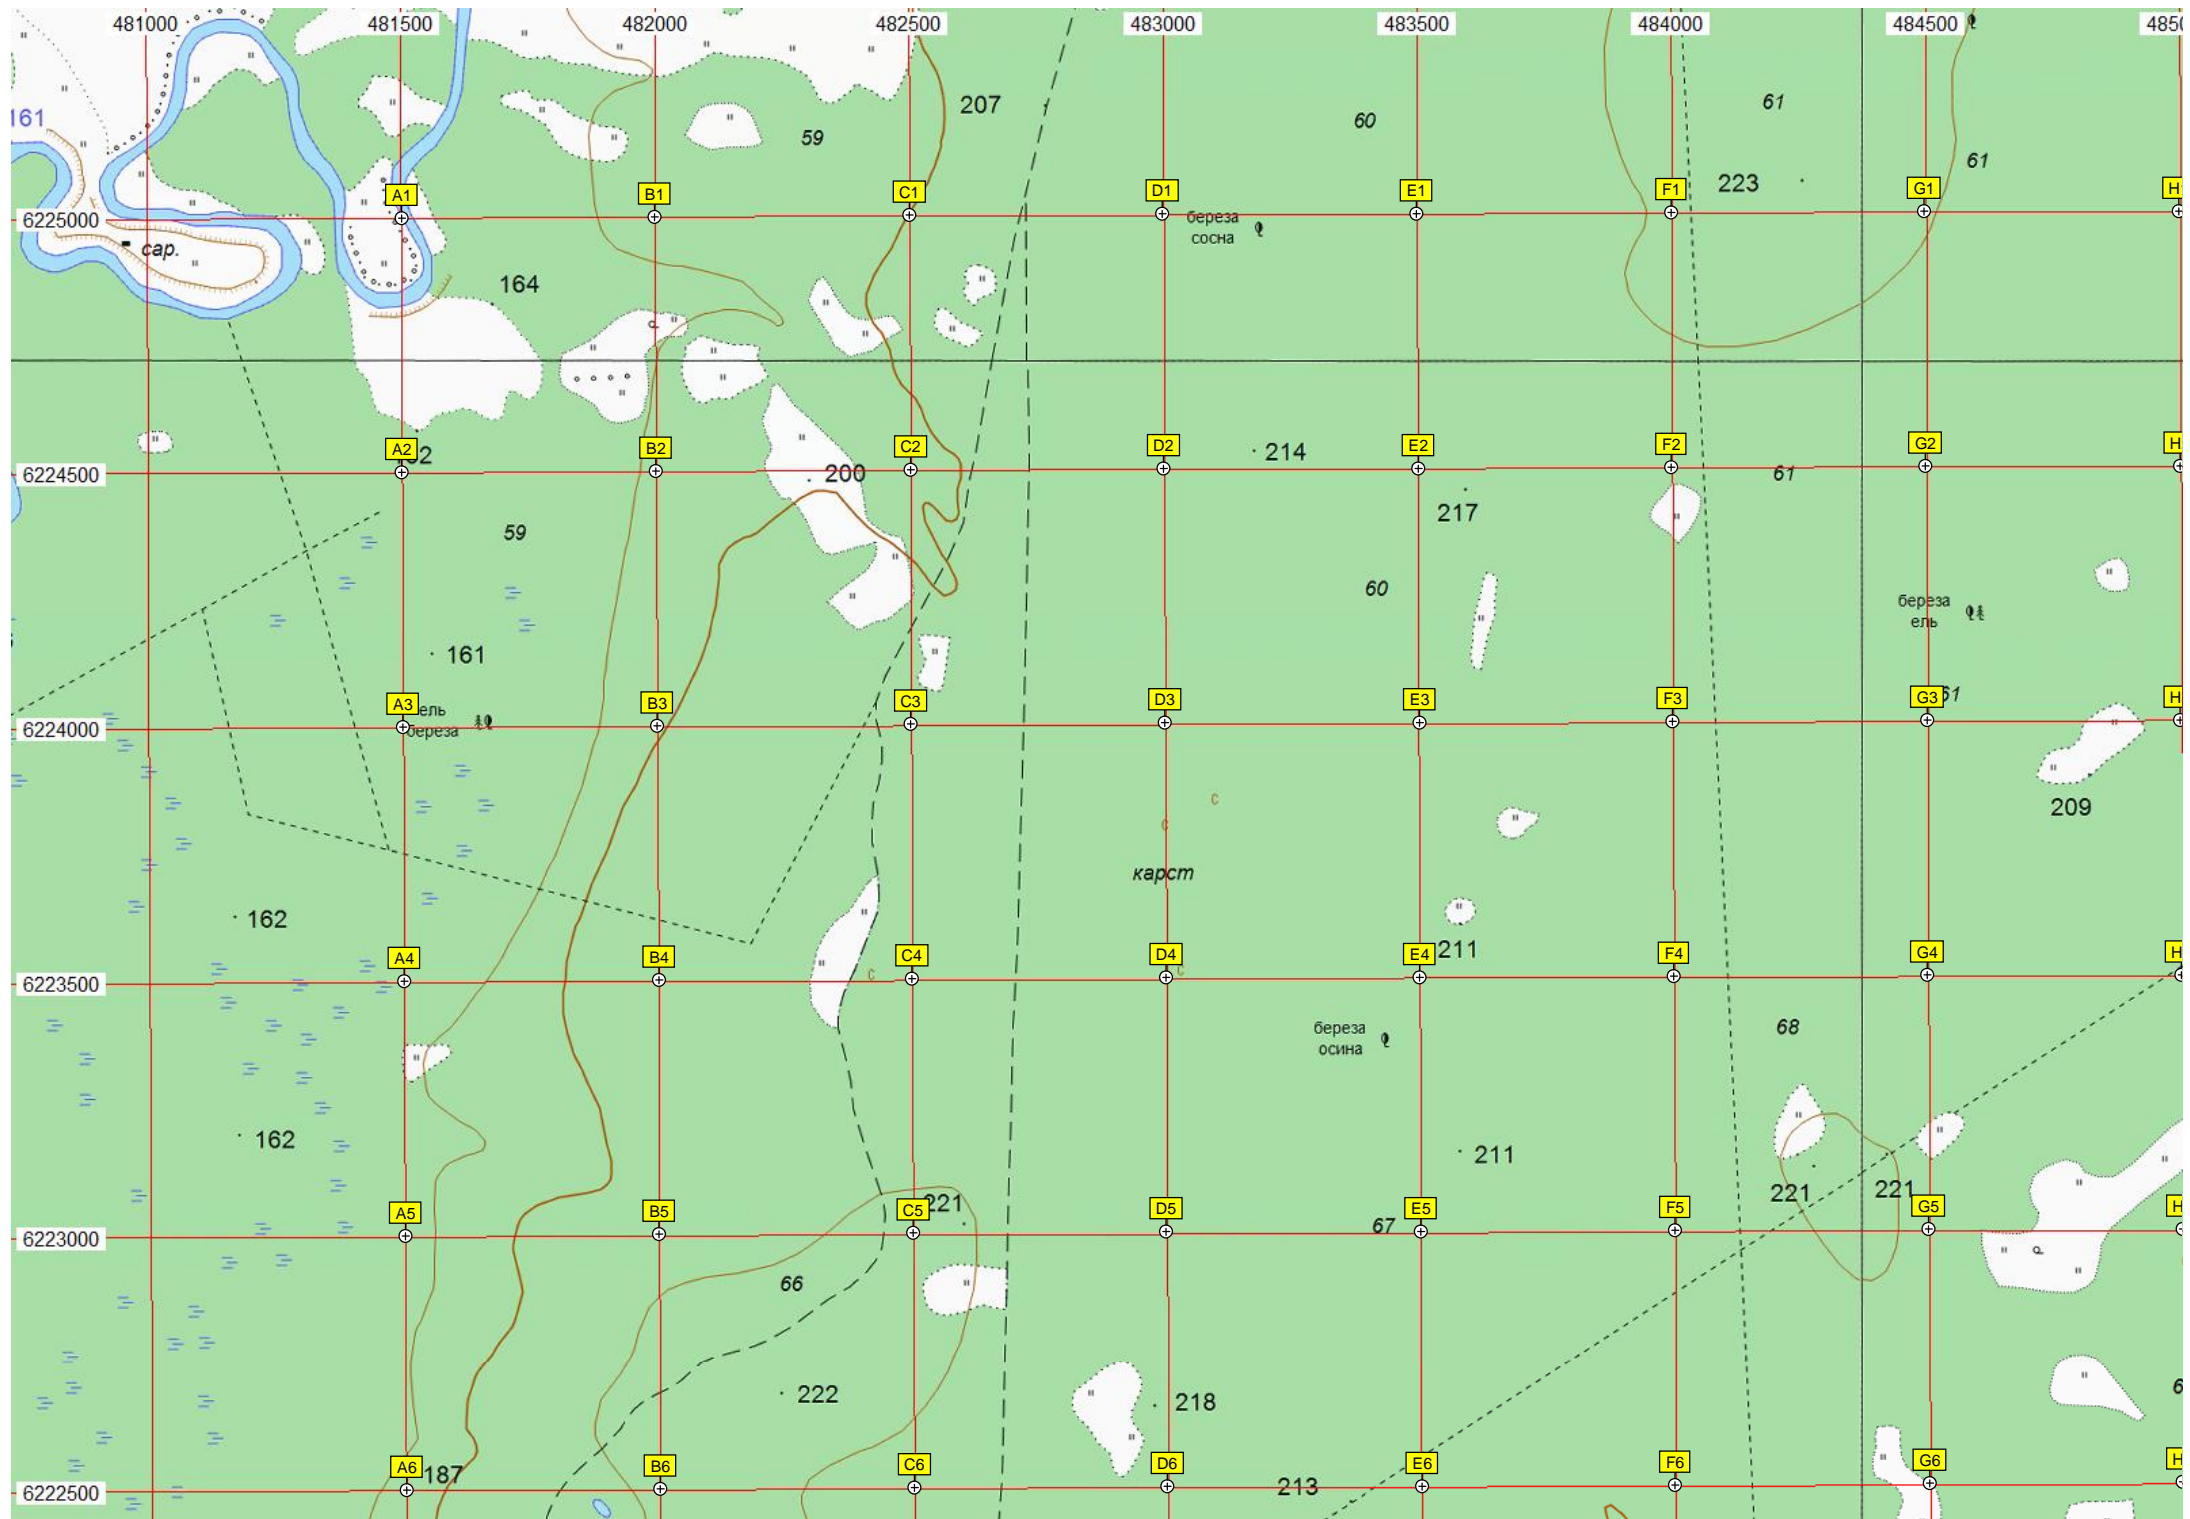 481000 481500 482000 482500 483000 483500 484000 484500
161 59 207 60 61 223 61
A1 B1 C1 D1 E1 F1 G1
6225000
сар.
береза
сосна
164
A2 B2 C2 D2 E2 F2 G2
6224500
200 214 61
59 217
60
береза
ель
161
A3 B3 C3 D3 E3 F3 G3
ель
береза
6224000
209
карст
162 211
A4 B4 C4 D4 E4 F4 G4
6223500
береза
осина
68
162 211
221 221 221
A5 B5 C5 D5 E5 F5 G5
67
6223000
66
222 218
A6 B6 C6 D6 E6 F6 G6
187 213
6222500